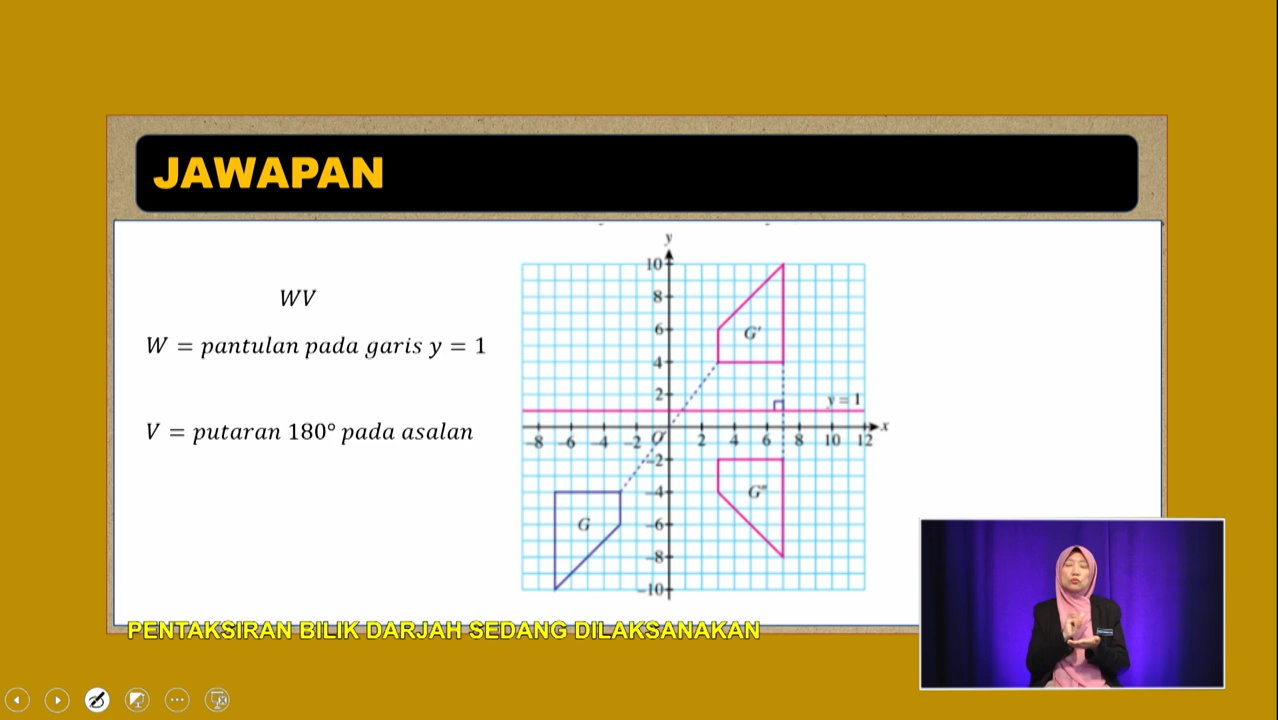 JAWAPAN
WV
W = pantulan pada garis y = 1
V = putaran 180° pada asalan
y
10
8
6
4
2
-8 -6 -4 -2 O 2 4 6 8 10 12 x
-2
-4
-6
-8
-10
G'
y = 1
G"
G
PENTAKSIRAN BILIK DARJAH SEDANG DILAKSANAKAN